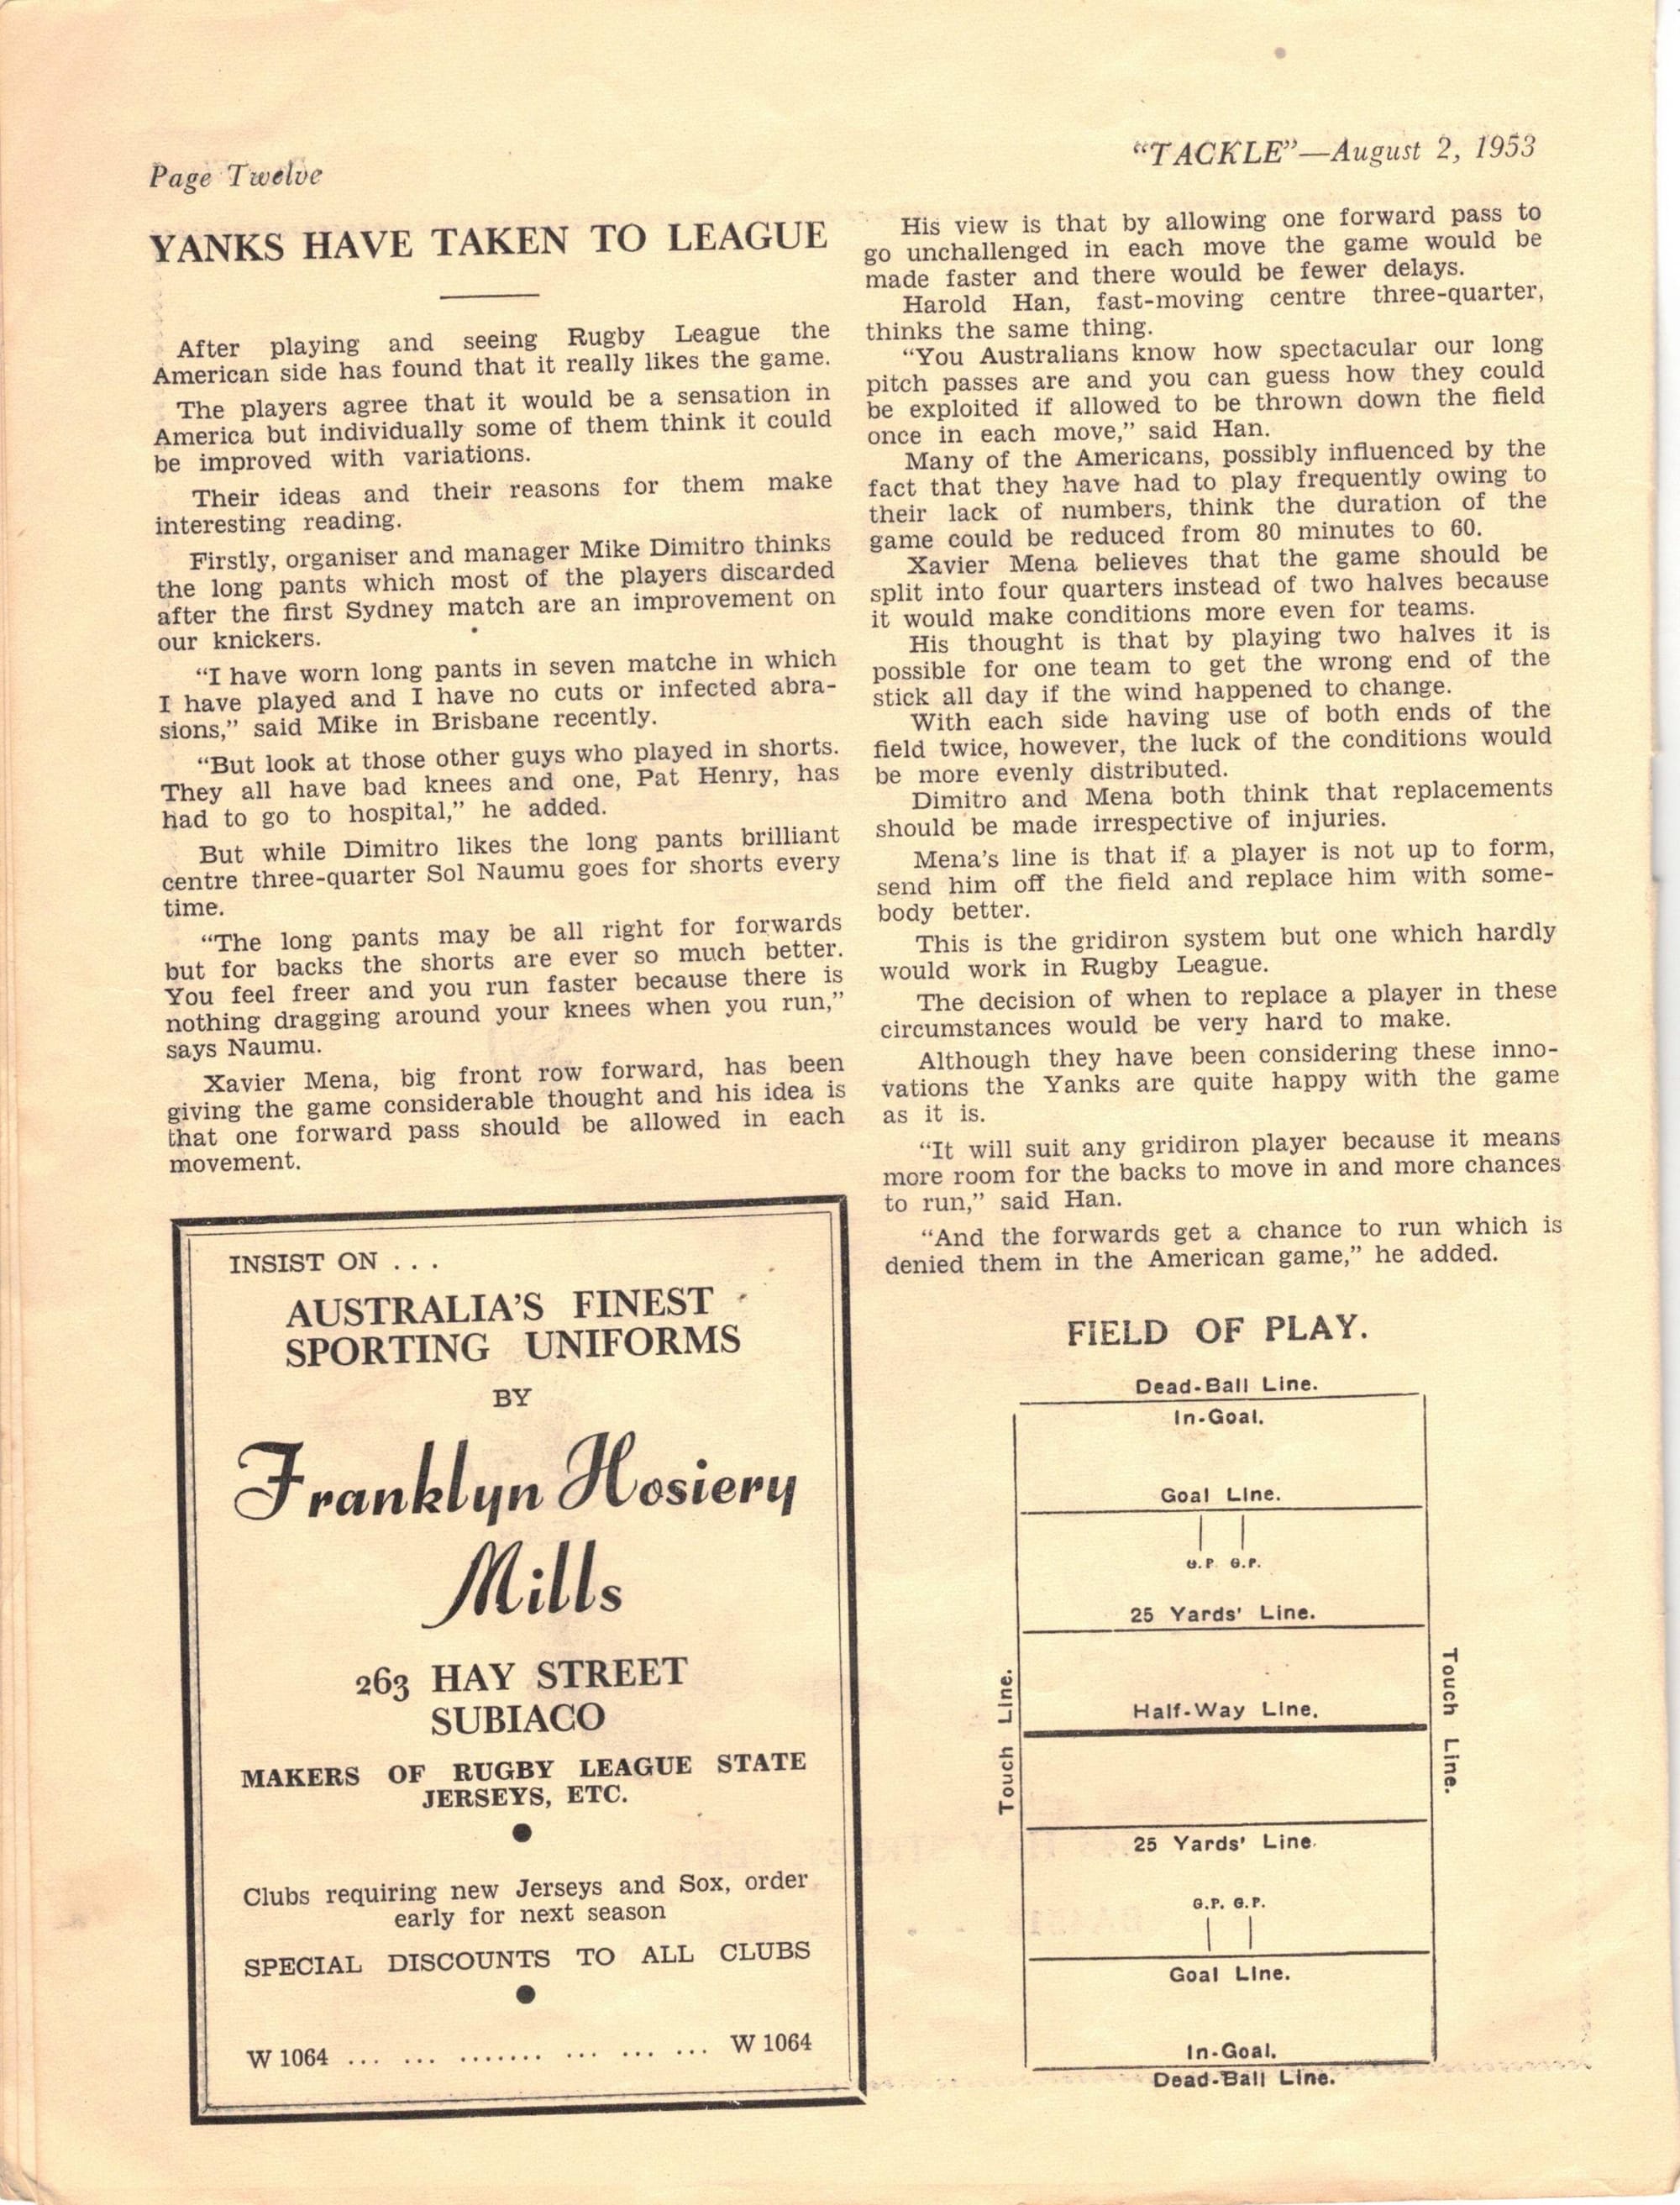 Page Twelve
"TACKLE"—August 2, 1953
YANKS HAVE TAKEN TO LEAGUE
After playing and seeing Rugby League the
American side has found that it really likes the game.
The players agree that it would be a sensation in
America but individually some of them think it could
be improved with variations.
Their ideas and their reasons for them make
interesting reading.
Firstly, organiser and manager Mike Dimitro thinks
the long pants which most of the players discarded
after the first Sydney match are an improvement on
our knickers.
"I have worn long pants in seven matche in which
I have played and I have no cuts or infected abra-
sions," said Mike in Brisbane recently.
"But look at those other guys who played in shorts.
They all have bad knees and one, Pat Henry, has
had to go to hospital," he added.
But while Dimitro likes the long pants brilliant
centre three-quarter Sol Naumu goes for shorts every
time.
"The long pants may be all right for forwards
but for backs the shorts are ever so much better.
You feel freer and you run faster because there is
nothing dragging around your knees when you run,"
says Naumu.
Xavier Mena, big front row forward, has been
giving the game considerable thought and his idea is
that one forward pass should be allowed in each
movement.
His view is that by allowing one forward pass to
go unchallenged in each move the game would be
made faster and there would be fewer delays.
Harold Han, fast-moving centre three-quarter,
thinks the same thing.
"You Australians know how spectacular our long
pitch passes are and you can guess how they could
be exploited if allowed to be thrown down the field
once in each move," said Han.
Many of the Americans, possibly influenced by the
fact that they have had to play frequently owing to
their lack of numbers, think the duration of the
game could be reduced from 80 minutes to 60.
Xavier Mena believes that the game should be
split into four quarters instead of two halves because
it would make conditions more even for teams.
His thought is that by playing two halves it is
possible for one team to get the wrong end of the
stick all day if the wind happened to change.
With each side having use of both ends of the
field twice, however, the luck of the conditions would
be more evenly distributed.
Dimitro and Mena both think that replacements
should be made irrespective of injuries.
Mena's line is that if a player is not up to form,
send him off the field and replace him with some-
body better.
This is the gridiron system but one which hardly
would work in Rugby League.
The decision of when to replace a player in these
circumstances would be very hard to make.
Although they have been considering these inno-
vations the Yanks are quite happy with the game
as it is.
"It will suit any gridiron player because it means
more room for the backs to move in and more chances
to run," said Han.
"And the forwards get a chance to run which is
denied them in the American game," he added.
INSIST ON . . .
AUSTRALIA'S FINEST
SPORTING UNIFORMS
BY
Franklyn Hosiery
Mills
263 HAY STREET
SUBIACO
MAKERS OF RUGBY LEAGUE STATE
JERSEYS, ETC.
Clubs requiring new Jerseys and Sox, order
early for next season
SPECIAL DISCOUNTS TO ALL CLUBS
W 1064 ... ... ....... ... ... ... W 1064
FIELD OF PLAY.
Dead-Ball Line.
In-Goal.
Goal Line.
G.P. G.P.
25 Yards' Line.
Half-Way Line.
Touch Line.
Touch Line.
25 Yards' Line.
G.P. G.P.
Goal Line.
In-Goal.
Dead-Ball Line.